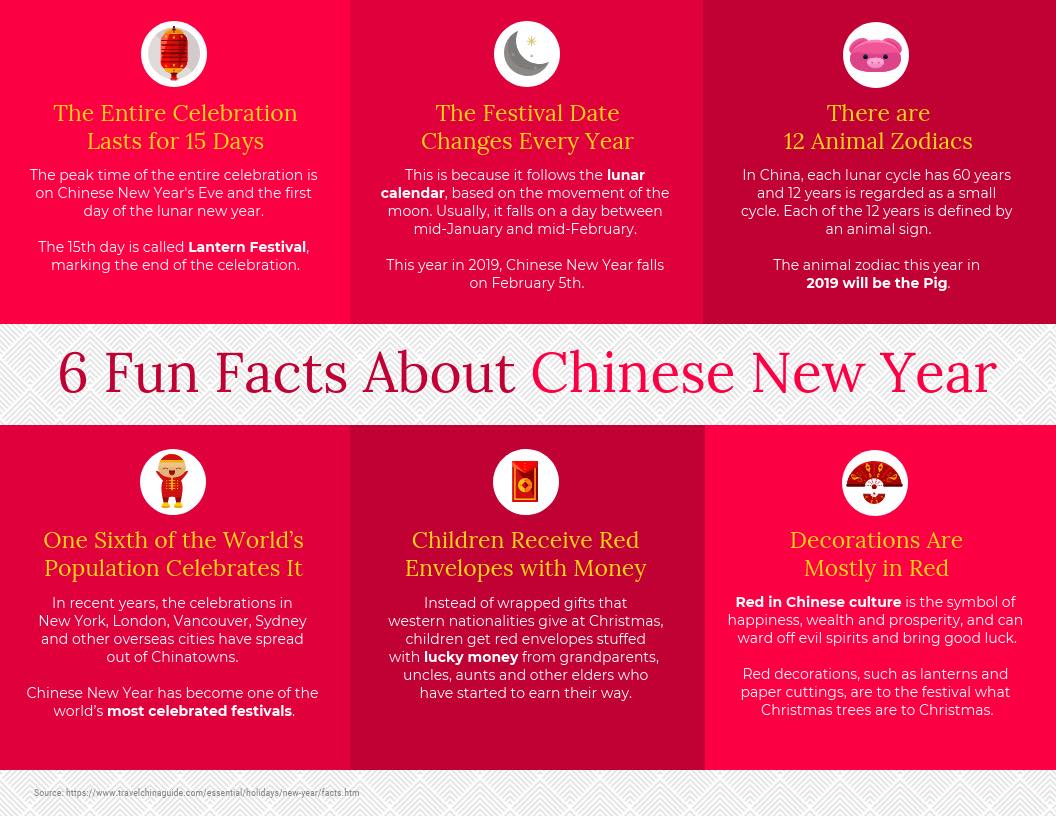 The Entire Celebration
Lasts for 15 Days
The peak time of the entire celebration is
on Chinese New Year's Eve and the first
day of the lunar new year.
The 15th day is called Lantern Festival,
marking the end of the celebration.
The Festival Date
Changes Every Year
This is because it follows the lunar
calendar, based on the movement of the
moon. Usually, it falls on a day between
mid-January and mid-February.
This year in 2019, Chinese New Year falls
on February 5th.
There are
12 Animal Zodiacs
In China, each lunar cycle has 60 years
and 12 years is regarded as a small
cycle. Each of the 12 years is defined by
an animal sign.
The animal zodiac this year in
2019 will be the Pig.
6 Fun Facts About Chinese New Year
One Sixth of the World's
Population Celebrates It
In recent years, the celebrations in
New York, London, Vancouver, Sydney
and other overseas cities have spread
out of Chinatowns.
Chinese New Year has become one of the
world's most celebrated festivals.
Children Receive Red
Envelopes with Money
Instead of wrapped gifts that
western nationalities give at Christmas,
children get red envelopes stuffed
with lucky money from grandparents,
uncles, aunts and other elders who
have started to earn their way.
Decorations Are
Mostly in Red
Red in Chinese culture is the symbol of
happiness, wealth and prosperity, and can
ward off evil spirits and bring good luck.
Red decorations, such as lanterns and
paper cuttings, are to the festival what
Christmas trees are to Christmas.
Source: https://www.travelchinaguide.com/essential/holidays/new-year/facts.htm